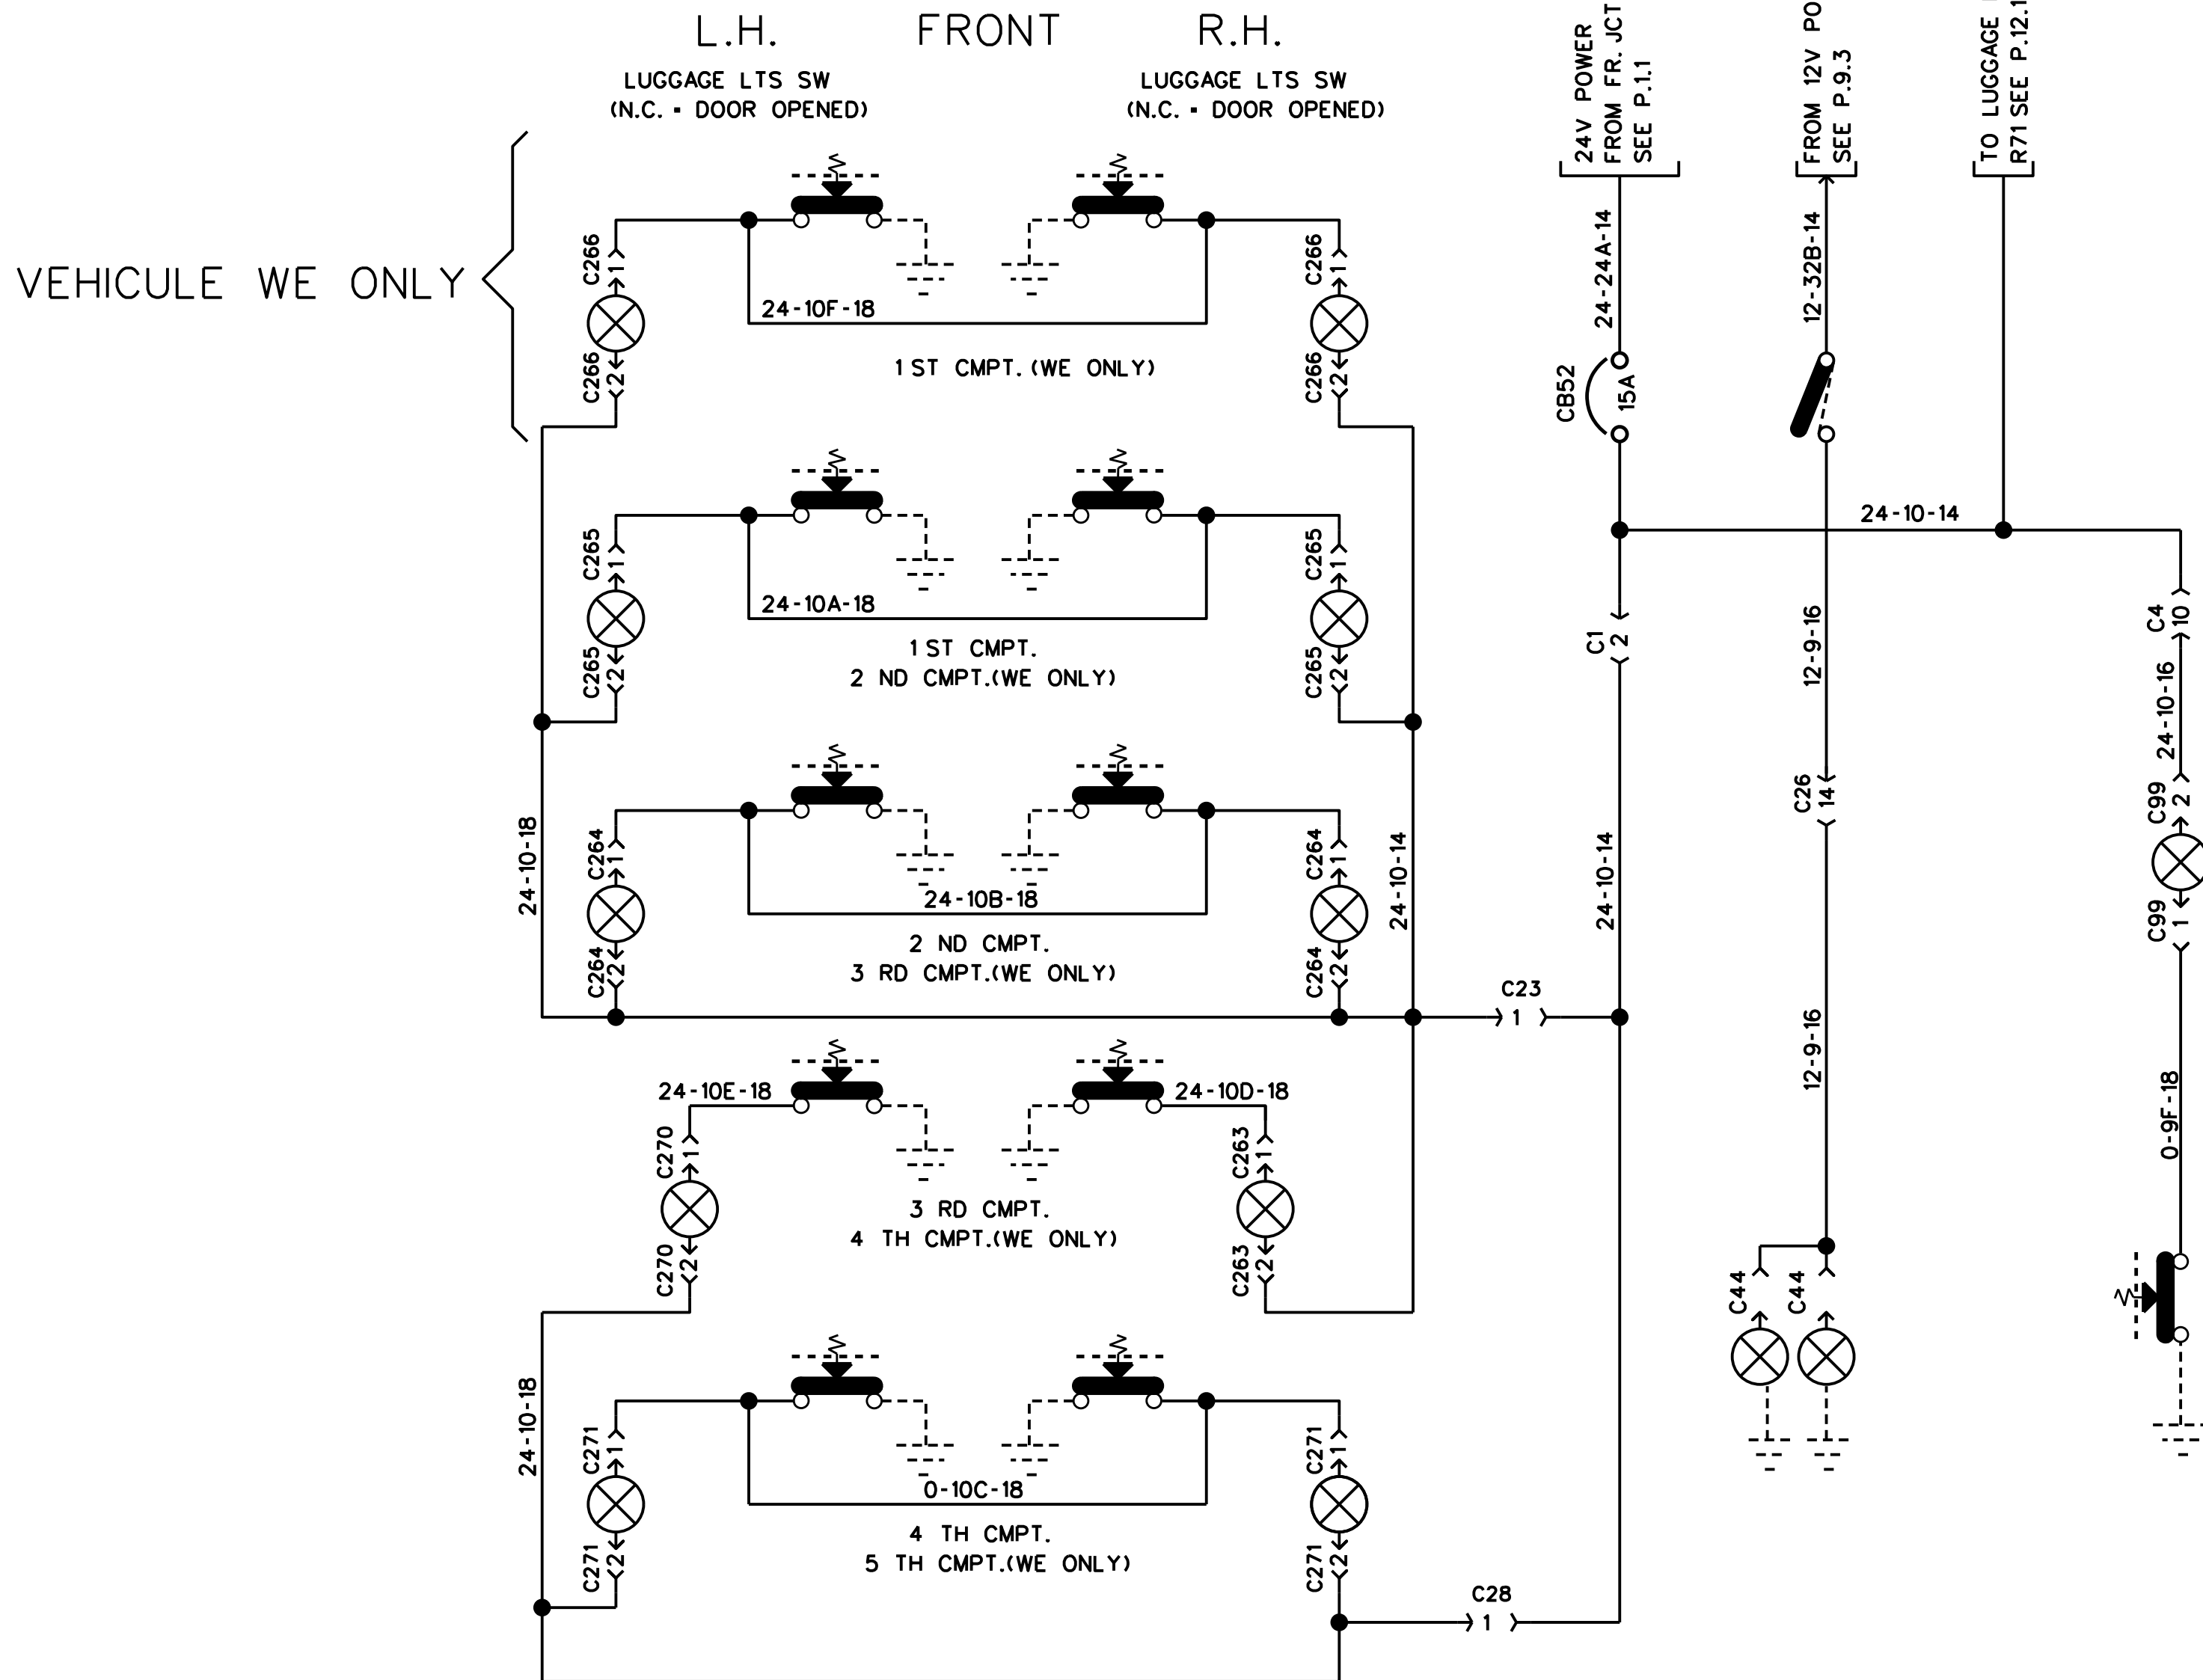 L.H. FRONT R.H.
LUGGAGE LTS SW
(N.C. - DOOR OPENED)
LUGGAGE LTS SW
(N.C. - DOOR OPENED)
24V POWER
FROM FR. JCT
SEE P.1.1
FROM 12V PO
SEE P.9.3
TO LUGGAGE
R71 SEE P.12.1
VEHICULE WE ONLY
C266
1
C266
2
24-10F-18
1 ST CMPT. (WE ONLY)
C266
1
C266
2
24-24A-14
CB52
15A
12-32B-14
C265
1
C265
2
24-10A-18
1 ST CMPT.
2 ND CMPT.(WE ONLY)
C265
1
C265
2
24-10-14
C1
2
12-9-16
C4
10
24-10-16
24-10-18
C264
1
C264
2
24-10B-18
2 ND CMPT.
3 RD CMPT.(WE ONLY)
C264
1
C264
2
24-10-14
24-10-14
C26
14
C99
2
C99
1
C23
1
12-9-16
24-10E-18
24-10D-18
C270
1
C270
2
3 RD CMPT.
4 TH CMPT.(WE ONLY)
C263
1
C263
2
0-9F-18
C44
C44
24-10-18
C271
1
C271
2
0-10C-18
4 TH CMPT.
5 TH CMPT.(WE ONLY)
C271
1
C271
2
C28
1